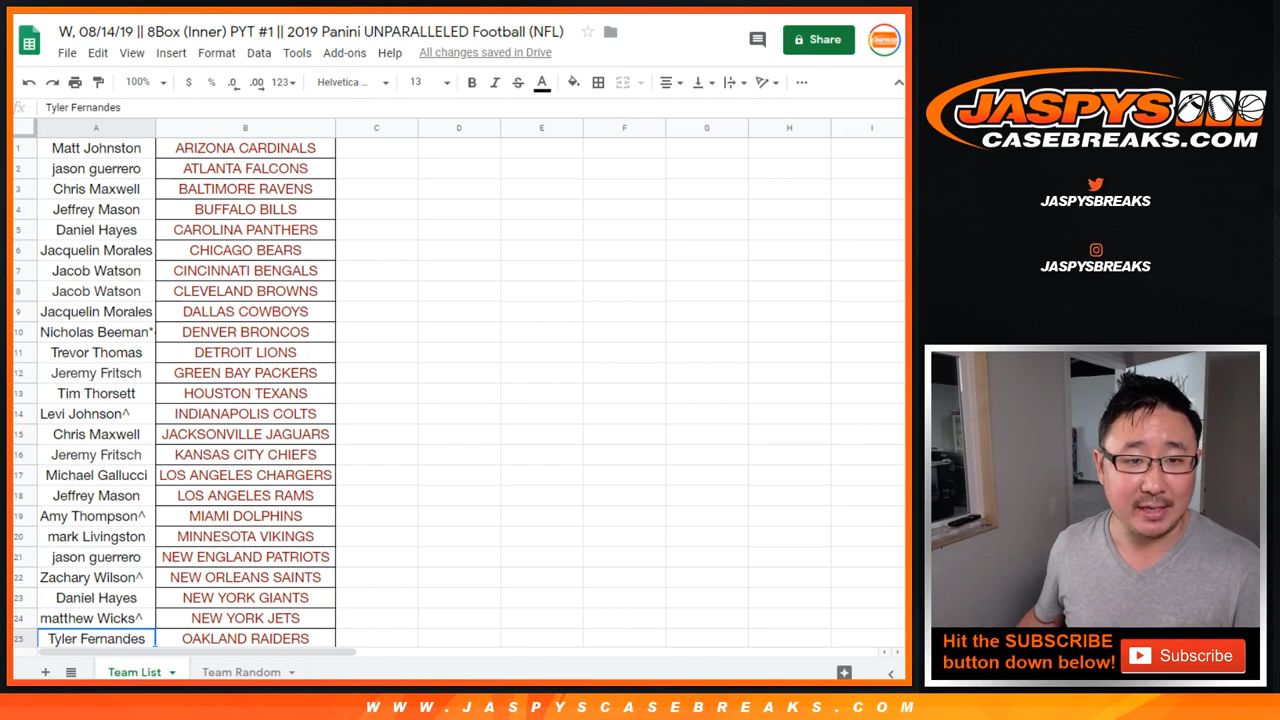 W, 08/14/19 || 8Box (Inner) PYT #1 || 2019 Panini UNPARALLELED Football (NFL)
File Edit View Insert Format Data Tools Add-ons Help All changes saved in Drive
Share
100% $ % .0 .00 123 Helvetica ... 13 B I S A
fx Tyler Fernandes
A B C D E F G H I
1 Matt Johnston ARIZONA CARDINALS
2 jason guerrero ATLANTA FALCONS
3 Chris Maxwell BALTIMORE RAVENS
4 Jeffrey Mason BUFFALO BILLS
5 Daniel Hayes CAROLINA PANTHERS
6 Jacquelin Morales CHICAGO BEARS
7 Jacob Watson CINCINNATI BENGALS
8 Jacob Watson CLEVELAND BROWNS
9 Jacquelin Morales DALLAS COWBOYS
10 Nicholas Beeman* DENVER BRONCOS
11 Trevor Thomas DETROIT LIONS
12 Jeremy Fritsch GREEN BAY PACKERS
13 Tim Thorsett HOUSTON TEXANS
14 Levi Johnson^ INDIANAPOLIS COLTS
15 Chris Maxwell JACKSONVILLE JAGUARS
16 Jeremy Fritsch KANSAS CITY CHIEFS
17 Michael Gallucci LOS ANGELES CHARGERS
18 Jeffrey Mason LOS ANGELES RAMS
19 Amy Thompson^ MIAMI DOLPHINS
20 mark Livingston MINNESOTA VIKINGS
21 jason guerrero NEW ENGLAND PATRIOTS
22 Zachary Wilson^ NEW ORLEANS SAINTS
23 Daniel Hayes NEW YORK GIANTS
24 matthew Wicks^ NEW YORK JETS
25 Tyler Fernandes OAKLAND RAIDERS
Team List Team Random
JASPYS
CASEBREAKS.COM
JASPYSBREAKS
JASPYSBREAKS
Hit the SUBSCRIBE
button down below!
Subscribe
WWW.JASPYSCASEBREAKS.COM